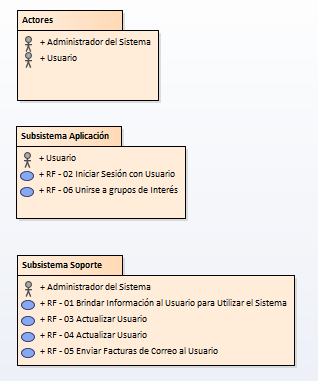 Actores
+ Administrador del Sistema
+ Usuario
Subsistema Aplicación
+ Usuario
+ RF - 02 Iniciar Sesión con Usuario
+ RF - 06 Unirse a grupos de Interés
Subsistema Soporte
+ Administrador del Sistema
+ RF - 01 Brindar Información al Usuario para Utilizar el Sistema
+ RF - 03 Actualizar Usuario
+ RF - 04 Actualizar Usuario
+ RF - 05 Enviar Facturas de Correo al Usuario